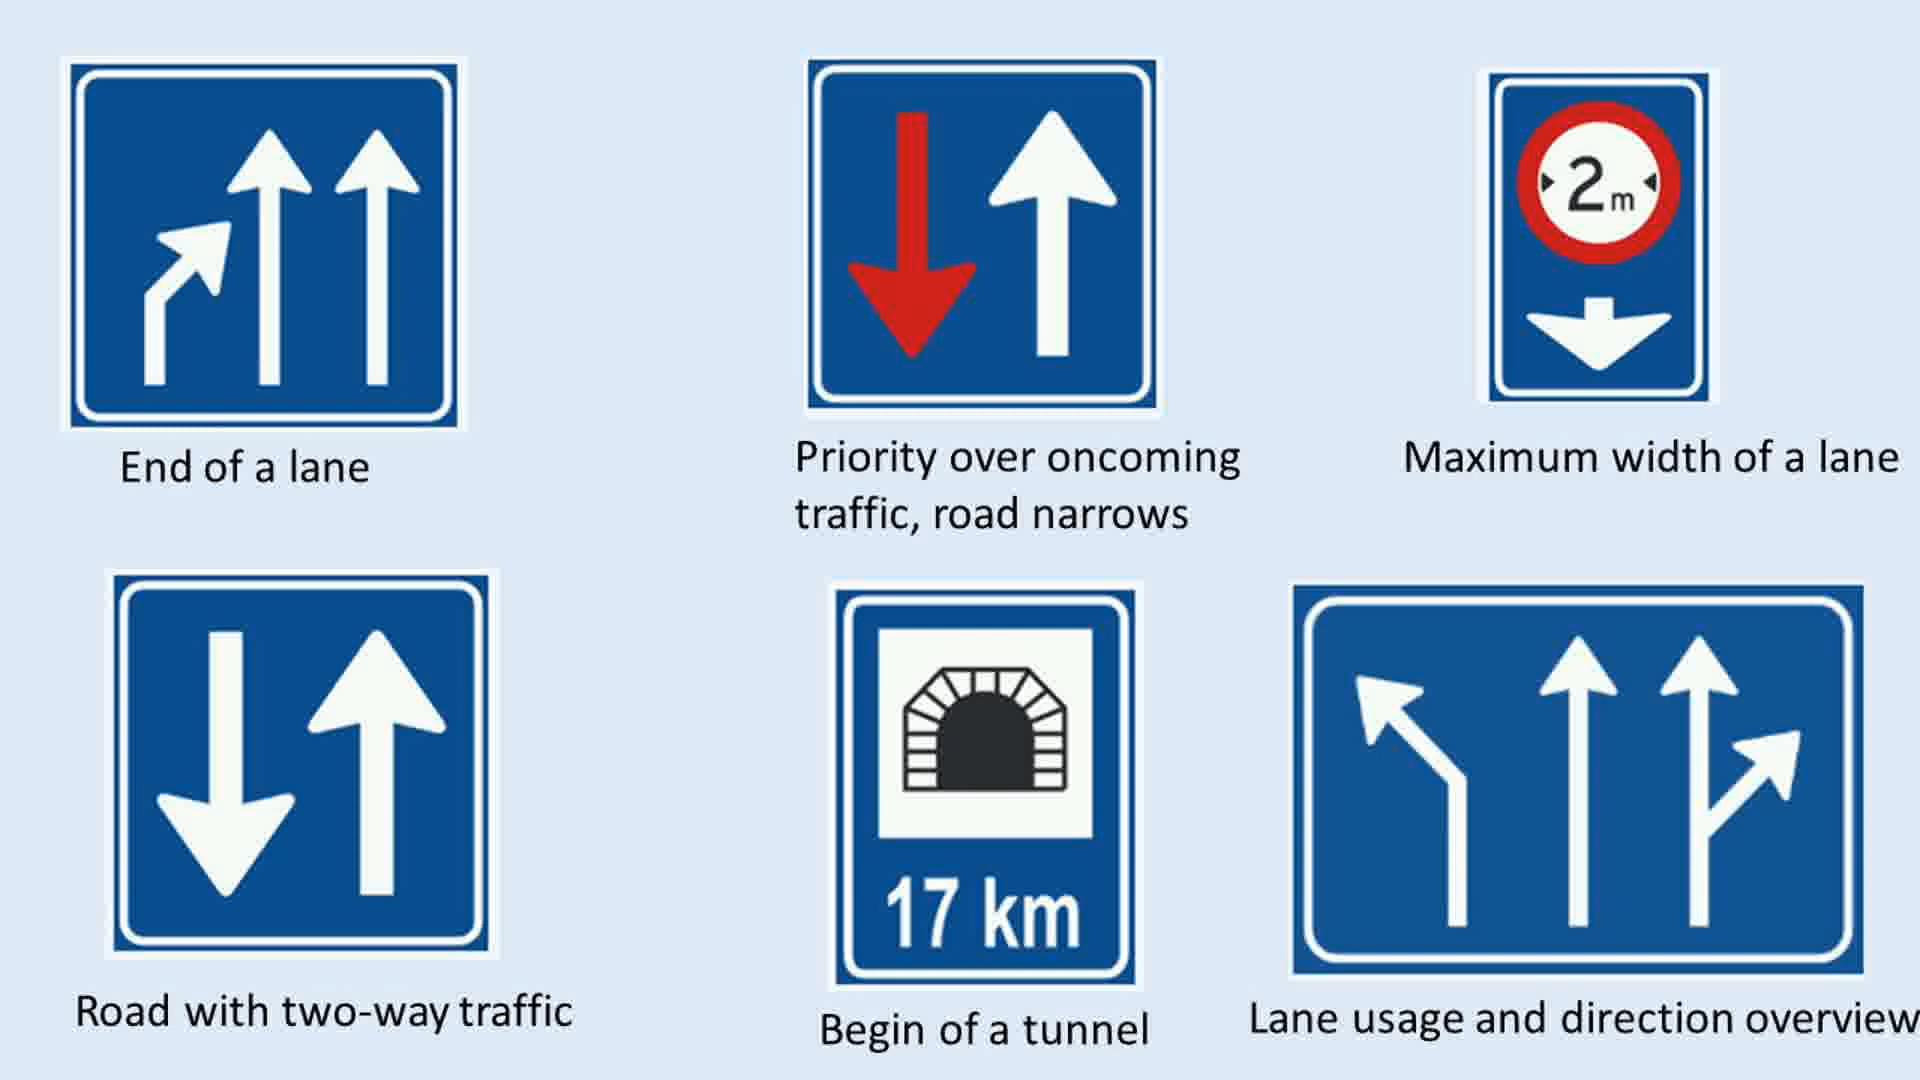 2 m
End of a lane
Priority over oncoming
traffic, road narrows
Maximum width of a lane
17 km
Road with two-way traffic
Begin of a tunnel
Lane usage and direction overview